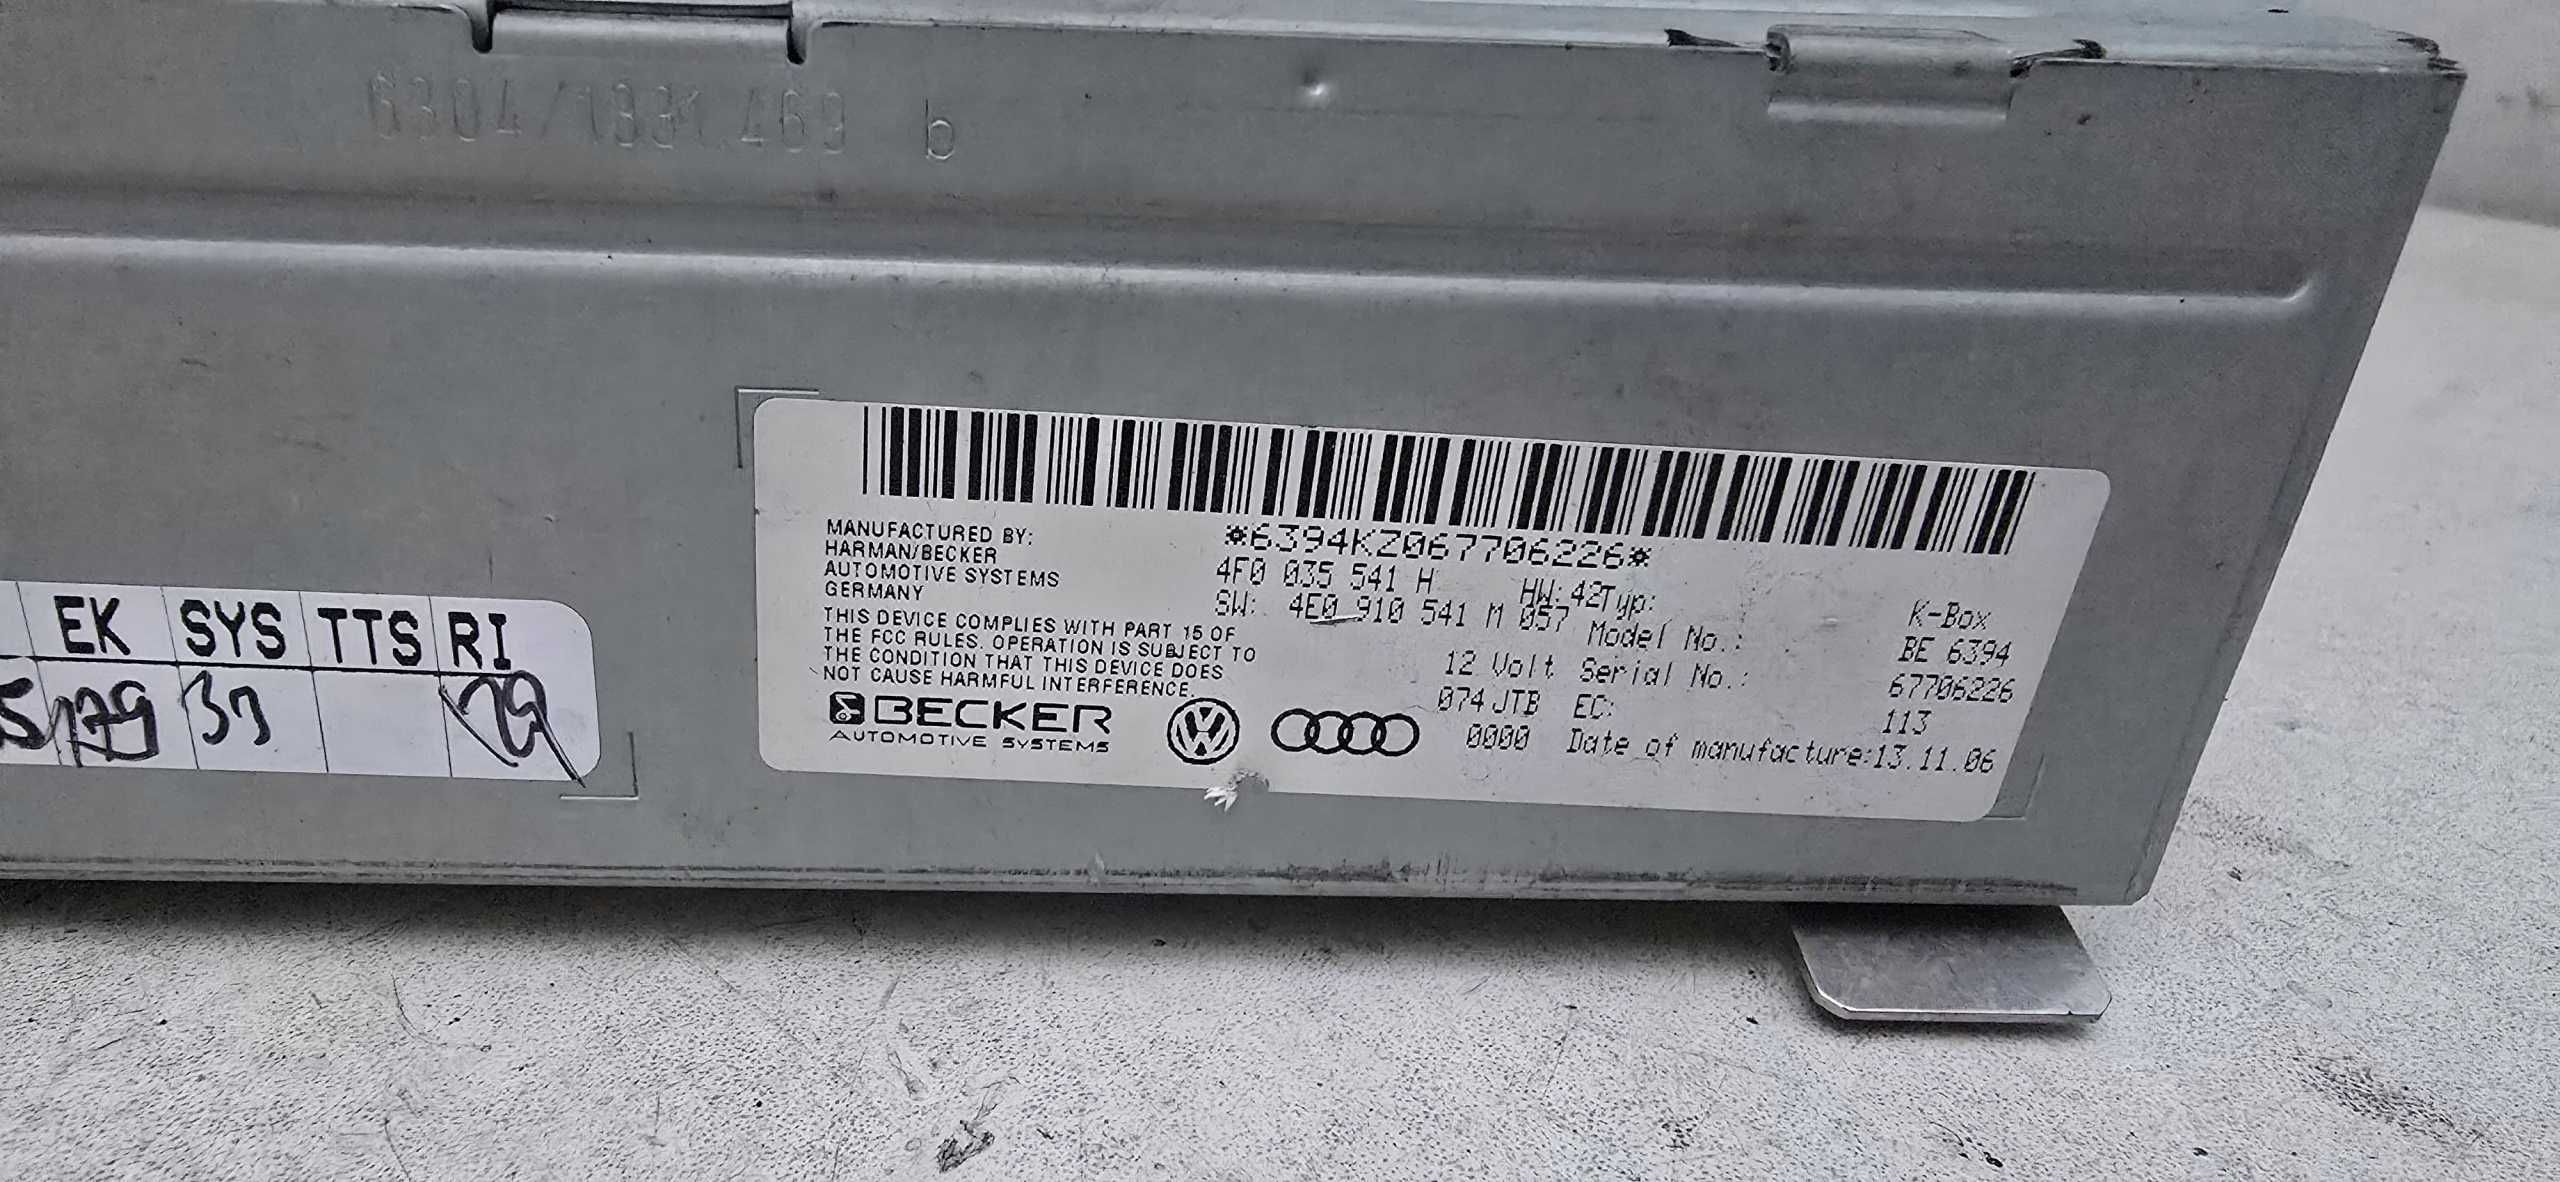 6304/1331.469 b
EK SYS TTS RI
*6394KZ067706226*
MANUFACTURED BY:
HARMAN/BECKER
AUTOMOTIVE SYSTEMS
GERMANY
THIS DEVICE COMPLIES WITH PART 15 OF
THE FCC RULES. OPERATION IS SUBJECT TO
THE CONDITION THAT THIS DEVICE DOES
NOT CAUSE HARMFUL INTERFERENCE.
BECKER
AUTOMOTIVE SYSTEMS
4F0 035 541 H HW: 42 Typ: K-Box
SW: 4E0 910 541 M 057 Model No.: BE 6394
12 Volt Serial No.: 67706226
074 JTB EC: 113
0000 Date of manufacture:13.11.06